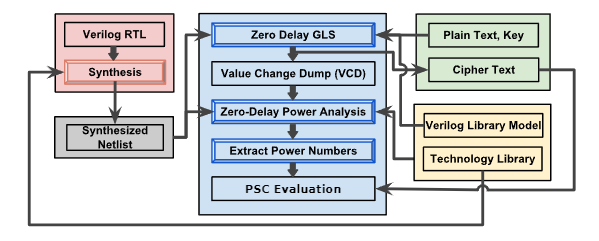 Verilog RTL
Synthesis
Synthesized
Netlist
Zero Delay GLS
Value Change Dump (VCD)
Zero-Delay Power Analysis
Extract Power Numbers
PSC Evaluation
Plain Text, Key
Cipher Text
Verilog Library Model
Technology Library